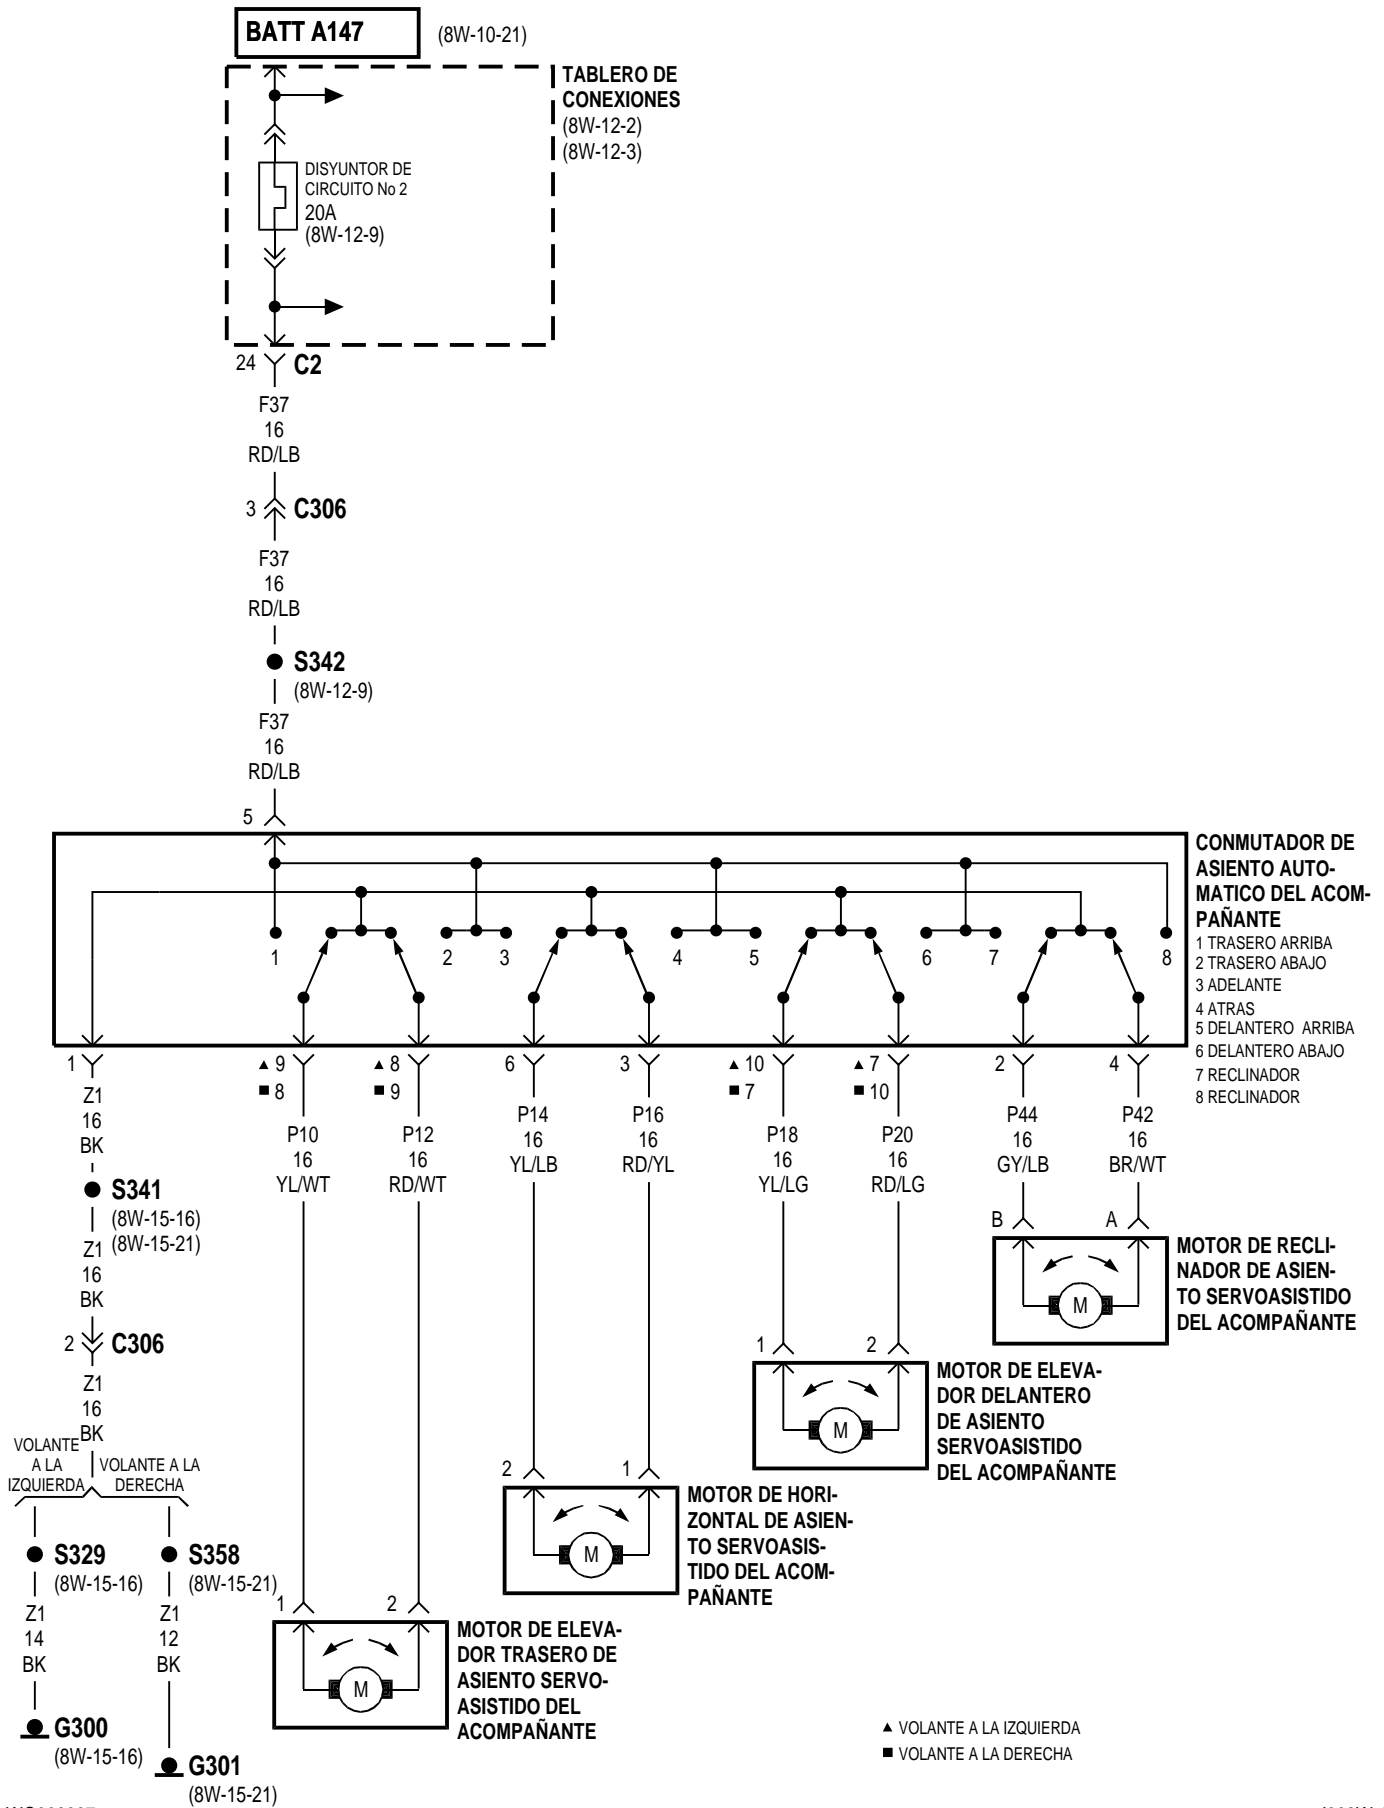 BATT A147
(8W-10-21)
TABLERO DE
CONEXIONES
(8W-12-2)
(8W-12-3)
DISYUNTOR DE
CIRCUITO No 2
20A
(8W-12-9)
24 C2
F37
16
RD/LB
3 C306
F37
16
RD/LB
S342
(8W-12-9)
F37
16
RD/LB
5
CONMUTADOR DE
ASIENTO AUTO-
MATICO DEL ACOM-
PAÑANTE
1 TRASERO ARRIBA
2 TRASERO ABAJO
3 ADELANTE
4 ATRAS
5 DELANTERO ARRIBA
6 DELANTERO ABAJO
7 RECLINADOR
8 RECLINADOR
1 2 3 4 5 6 7 8
1 ▲ 9 ▲ 8 6 3 ▲ 10 ▲ 7 2 4
■ 8 ■ 9 ■ 7 ■ 10
Z1
16
BK
P10
16
YL/WT
P12
16
RD/WT
P14
16
YL/LB
P16
16
RD/YL
P18
16
YL/LG
P20
16
RD/LG
P44
16
GY/LB
P42
16
BR/WT
S341
(8W-15-16)
(8W-15-21)
Z1
16
BK
2 C306
Z1
16
BK
B A
M
MOTOR DE RECLI-
NADOR DE ASIEN-
TO SERVOASISTIDO
DEL ACOMPAÑANTE
1 2
M
MOTOR DE ELEVA-
DOR DELANTERO
DE ASIENTO
SERVOASISTIDO
DEL ACOMPAÑANTE
2 1
M
MOTOR DE HORI-
ZONTAL DE ASIEN-
TO SERVOASIS-
TIDO DEL ACOM-
PAÑANTE
1 2
M
MOTOR DE ELEVA-
DOR TRASERO DE
ASIENTO SERVO-
ASISTIDO DEL
ACOMPAÑANTE
VOLANTE
A LA
IZQUIERDA
VOLANTE A LA
DERECHA
S329
(8W-15-16)
Z1
14
BK
G300
(8W-15-16)
S358
(8W-15-21)
Z1
12
BK
G301
(8W-15-21)
▲ VOLANTE A LA IZQUIERDA
■ VOLANTE A LA DERECHA